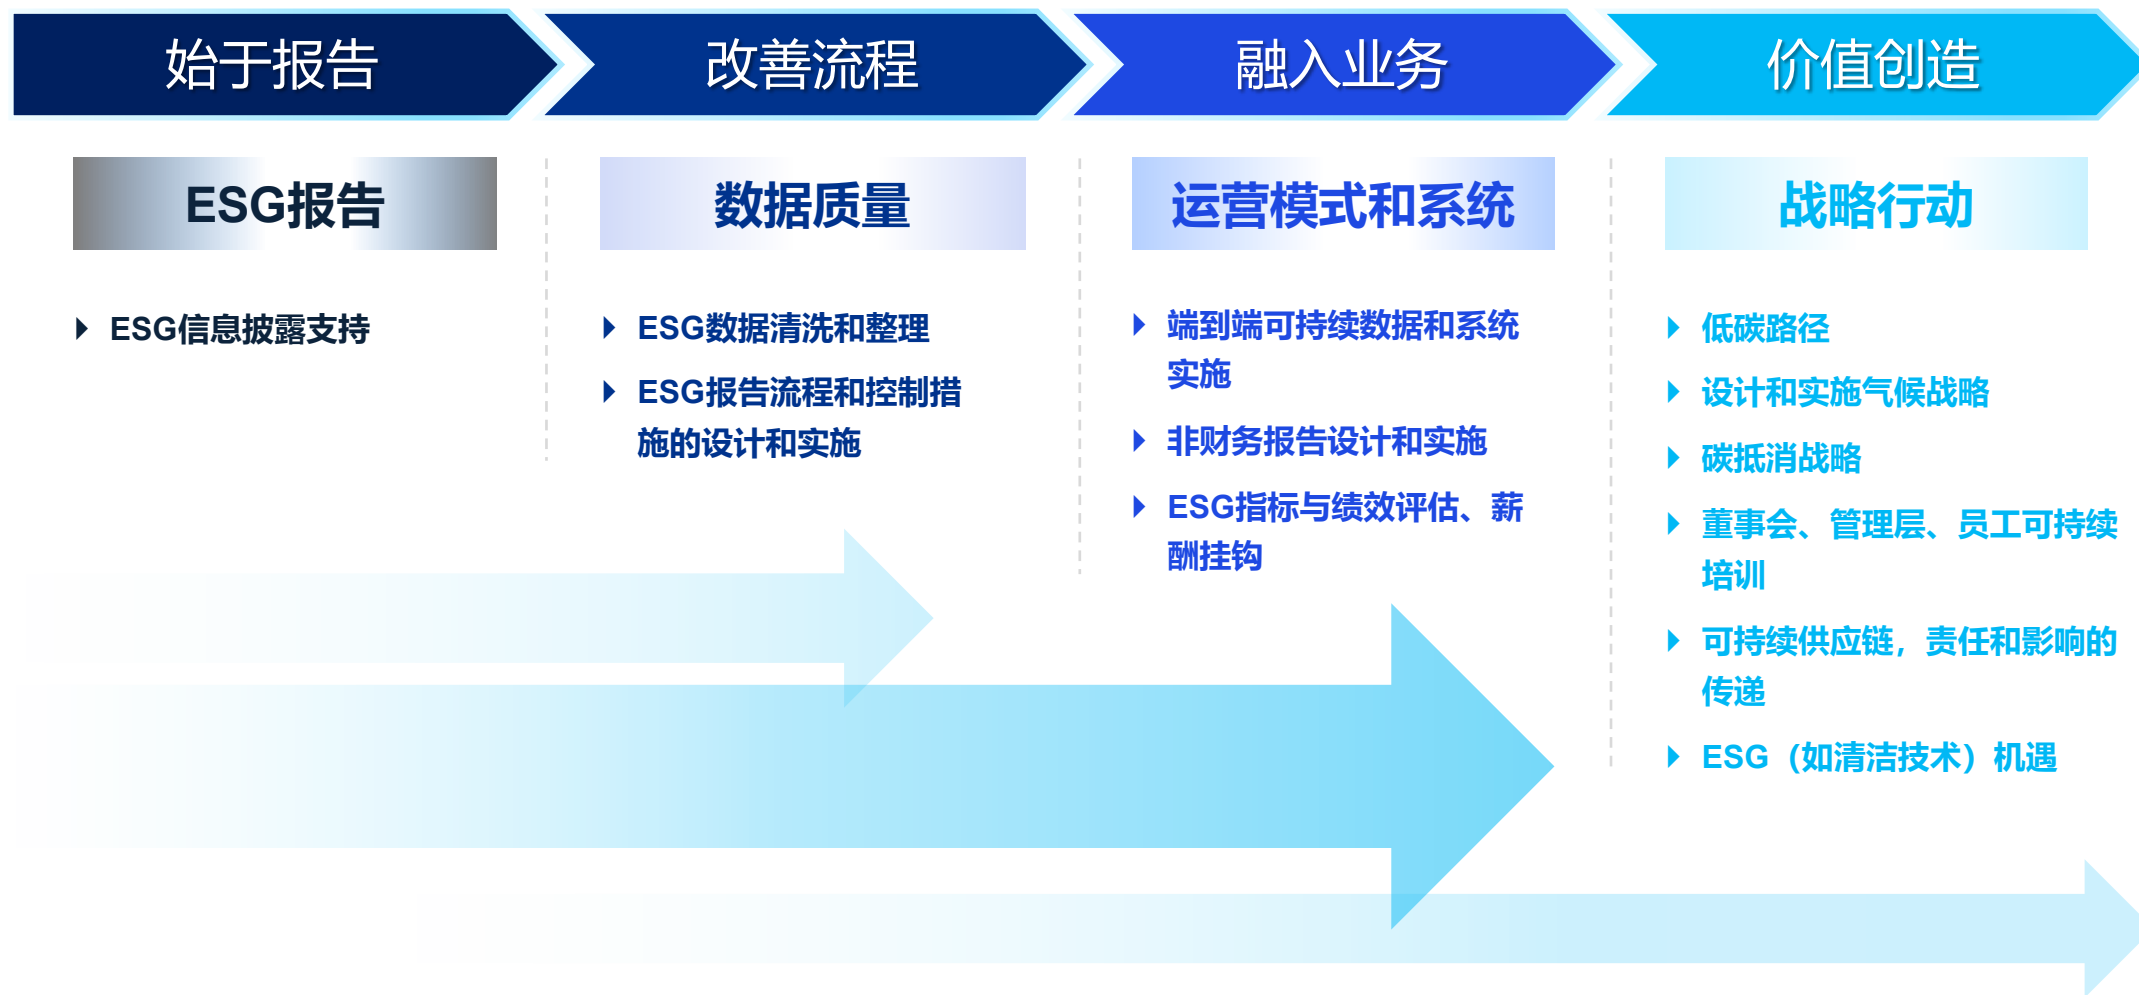 始于报告
改善流程
融入业务
价值创造
ESG报告
数据质量
运营模式和系统
战略行动
ESG信息披露支持
ESG数据清洗和整理
ESG报告流程和控制措
施的设计和实施
端到端可持续数据和系统
实施
非财务报告设计和实施
ESG指标与绩效评估、薪
酬挂钩
低碳路径
设计和实施气候战略
碳抵消战略
董事会、管理层、员工可持续
培训
可持续供应链，责任和影响的
传递
ESG（如清洁技术）机遇